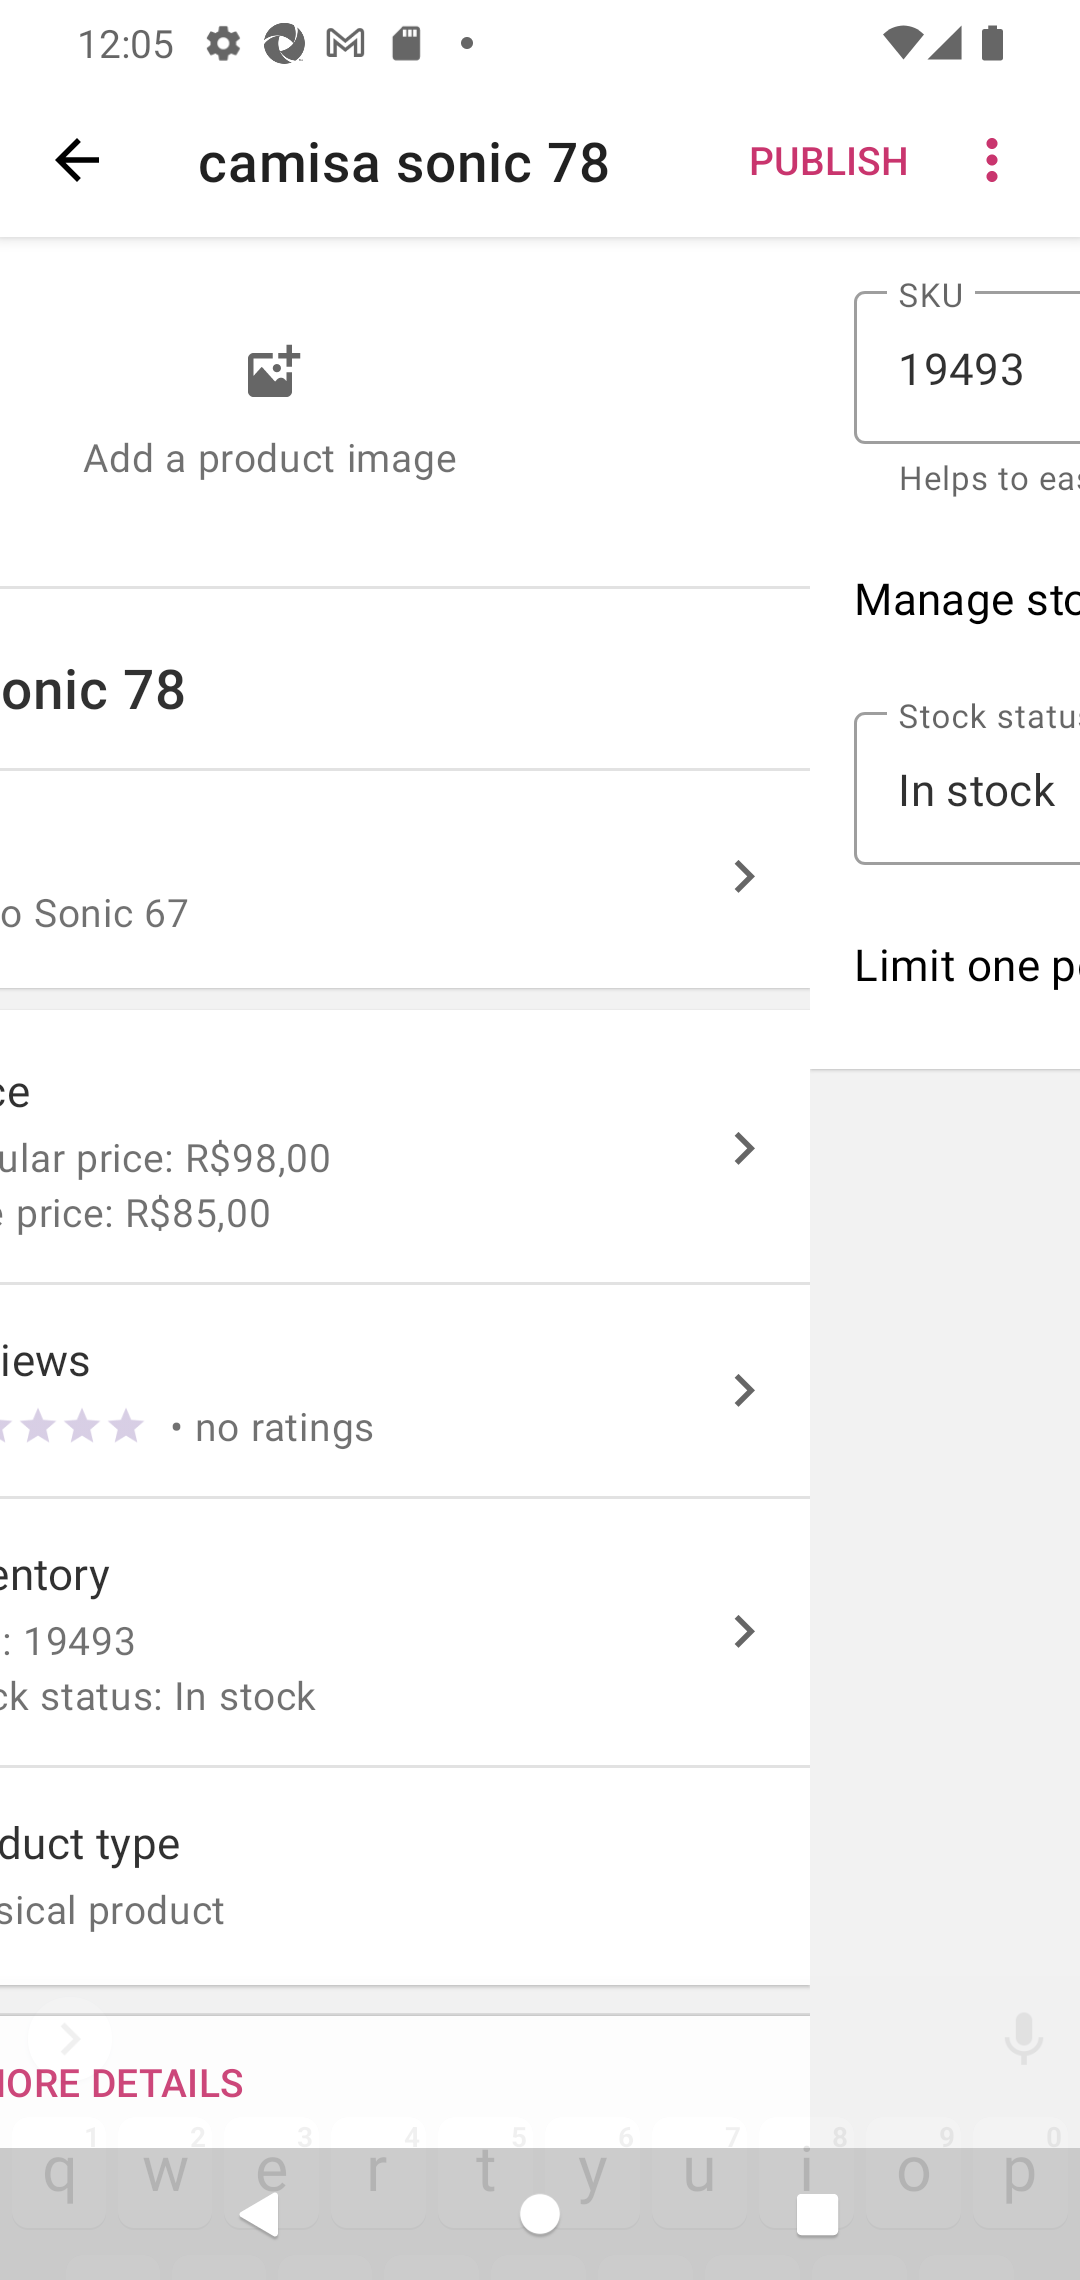 12:05
camisa sonic 78
PUBLISH
Add a product image
onic 78
o Sonic 67
ce
ular price: R$98,00
e price: R$85,00
iews
• no ratings
entory
: 19493
ck status: In stock
duct type
sical product
ORE DETAILS
SKU
19493
Helps to eas
Manage sto
Stock status
In stock
Limit one pe
1 2 3 4 5 6 7 8 9 0
q w e r t y u i o p